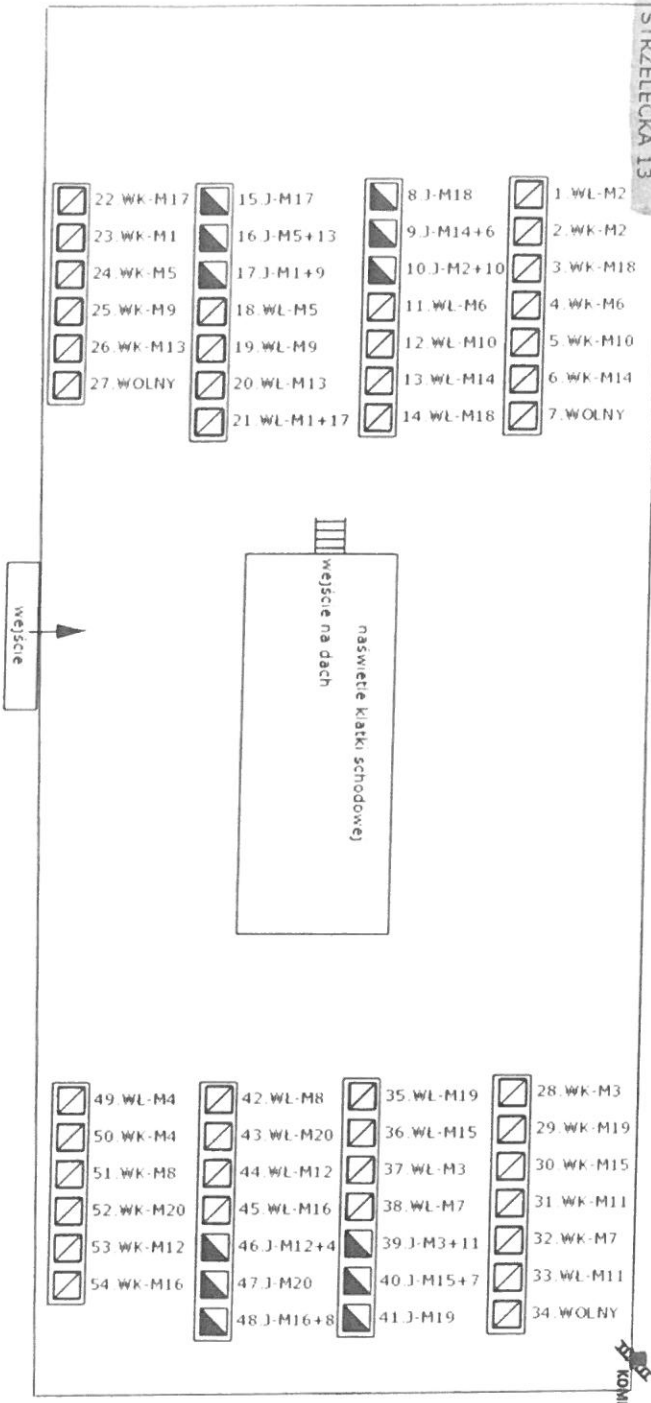 STRZELECKA 13
1.WŁ-M2
2.WK-M2
3.WK-M18
4.WK-M6
5.WK-M10
6.WK-M14
7.WOLNY
8.J-M18
9.J-M14+6
10.J-M2+10
11.WŁ-M6
12.WŁ-M10
13.WŁ-M14
14.WŁ-M18
15.J-M17
16.J-M5+13
17.J-M1+9
18.WŁ-M5
19.WŁ-M9
20.WŁ-M13
21.WŁ-M1+17
22.WK-M17
23.WK-M1
24.WK-M5
25.WK-M9
26.WK-M13
27.WOLNY
naświetle klatki schodowej
wejście na dach
wejście
28.WK-M3
29.WK-M19
30.WK-M15
31.WK-M11
32.WK-M7
33.WŁ-M11
34.WOLNY
35.WŁ-M19
36.WŁ-M15
37.WŁ-M3
38.WŁ-M7
39.J-M3+11
40.J-M15+7
41.J-M19
42.WŁ-M8
43.WŁ-M20
44.WŁ-M12
45.WŁ-M16
46.J-M12+4
47.J-M20
48.J-M16+8
49.WŁ-M4
50.WK-M4
51.WK-M8
52.WK-M20
53.WK-M12
54.WK-M16